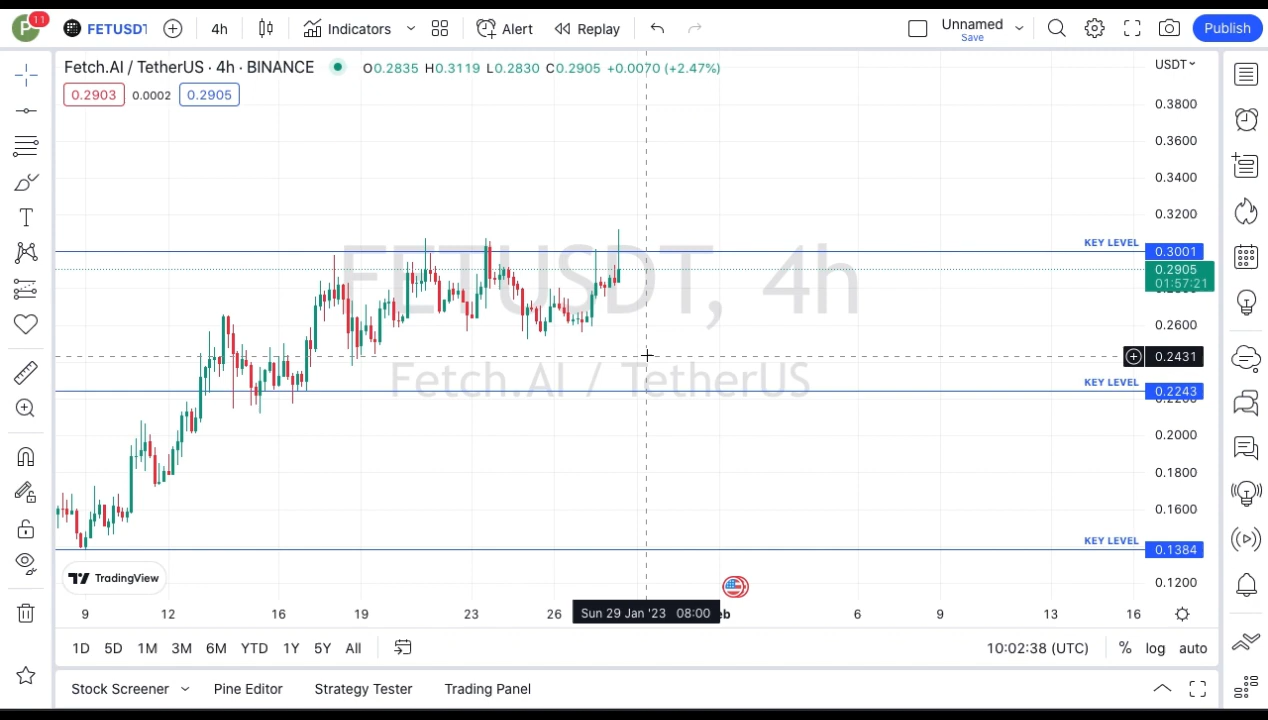 P 11 FETUSDT 4h Indicators Alert Replay Unnamed Save Publish
Fetch.AI / TetherUS · 4h · BINANCE O0.2835 H0.3119 L0.2830 C0.2905 +0.0070 (+2.47%) USDT
0.2903 0.0002 0.2905
0.3800
0.3600
0.3400
0.3200
KEY LEVEL 0.3001
FETUSDT, 4h
0.2905
01:57:21
0.2600
0.2431
Fetch.AI / TetherUS
KEY LEVEL 0.2243
0.2200
0.2000
0.1800
0.1600
KEY LEVEL 0.1384
TradingView
0.1200
9 12 16 19 23 26 Sun 29 Jan '23 08:00 eb 6 9 13 16
1D 5D 1M 3M 6M YTD 1Y 5Y All 10:02:38 (UTC) % log auto
Stock Screener Pine Editor Strategy Tester Trading Panel